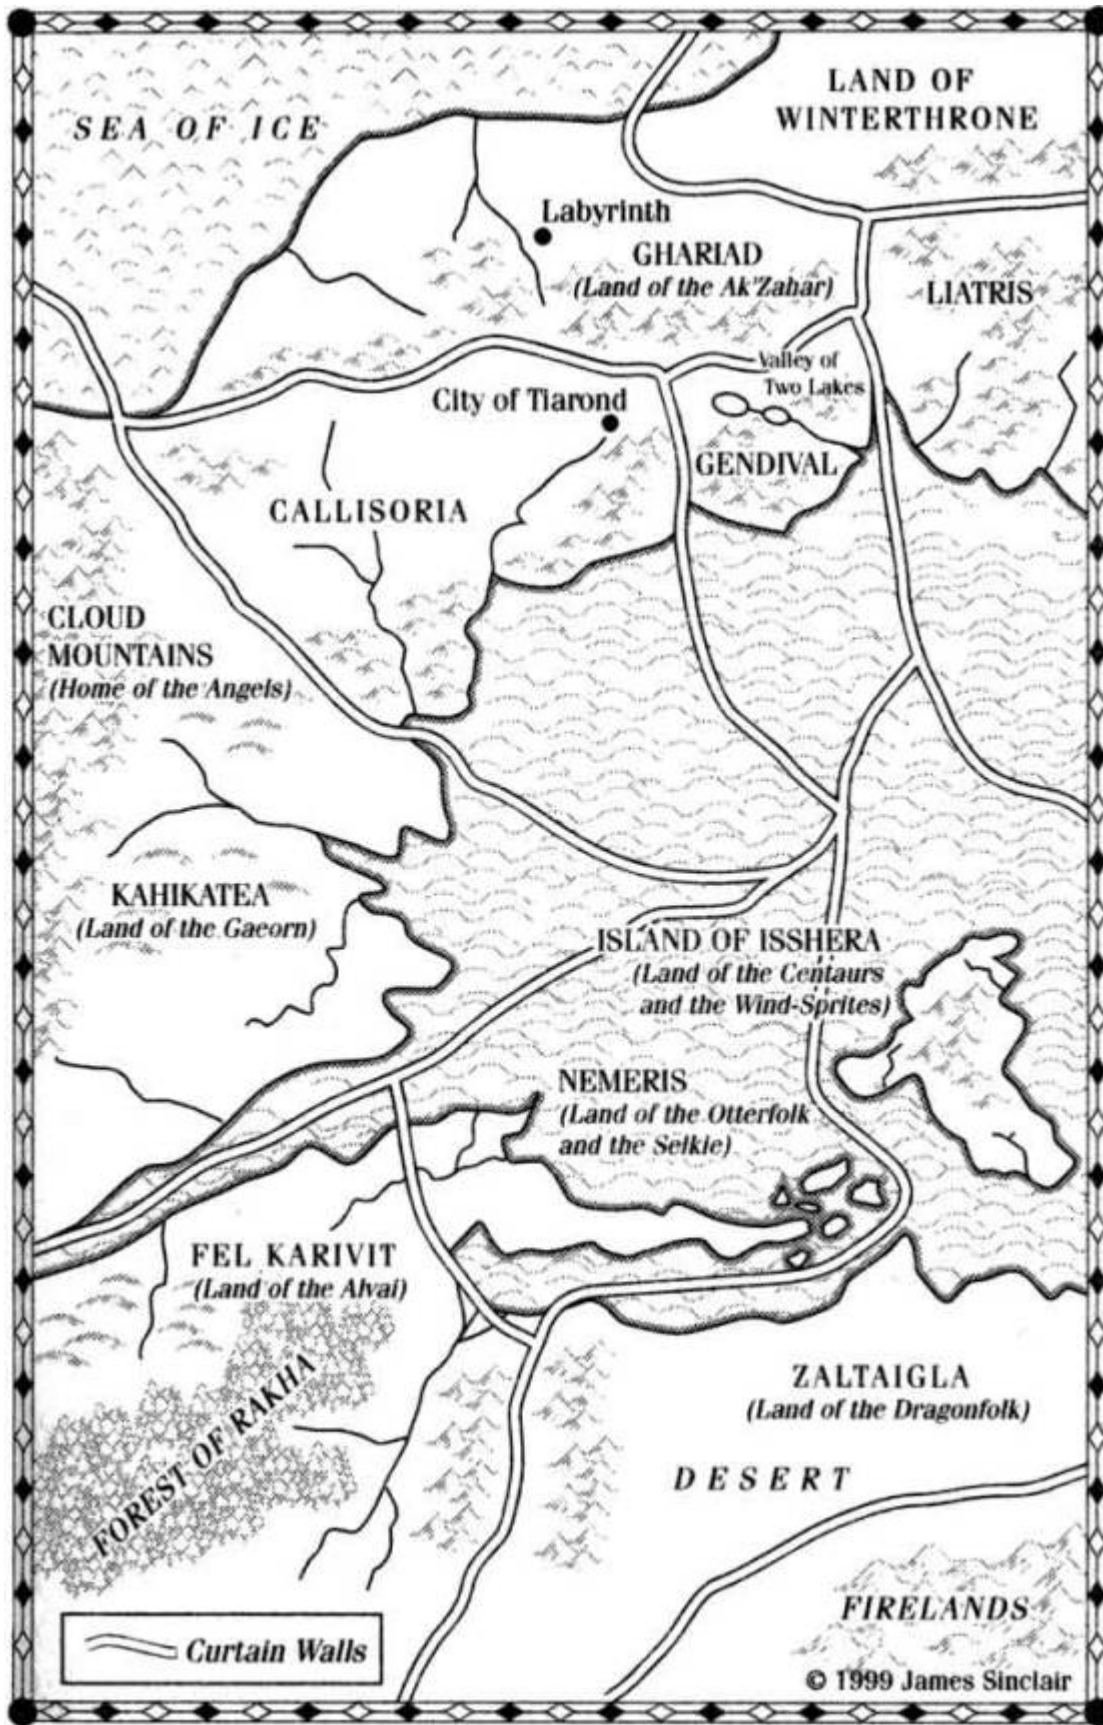 LAND OF
WINTERTHRONE
SEA OF ICE
Labyrinth
GHARIAD
(Land of the Ak'Zahar)
LIATRIS
Valley of
Two Lakes
City of Tiarond
GENDIVAL
CALLISORIA
CLOUD
MOUNTAINS
(Home of the Angels)
KAHIKATEA
(Land of the Gaeorn)
ISLAND OF ISSHERA
(Land of the Centaurs
and the Wind-Sprites)
NEMERIS
(Land of the Otterfolk
and the Selkie)
FEL KARIVIT
(Land of the Alvai)
FOREST OF RAKHA
ZALTAIGLA
(Land of the Dragonfolk)
DESERT
FIRELANDS
Curtain Walls
© 1999 James Sinclair